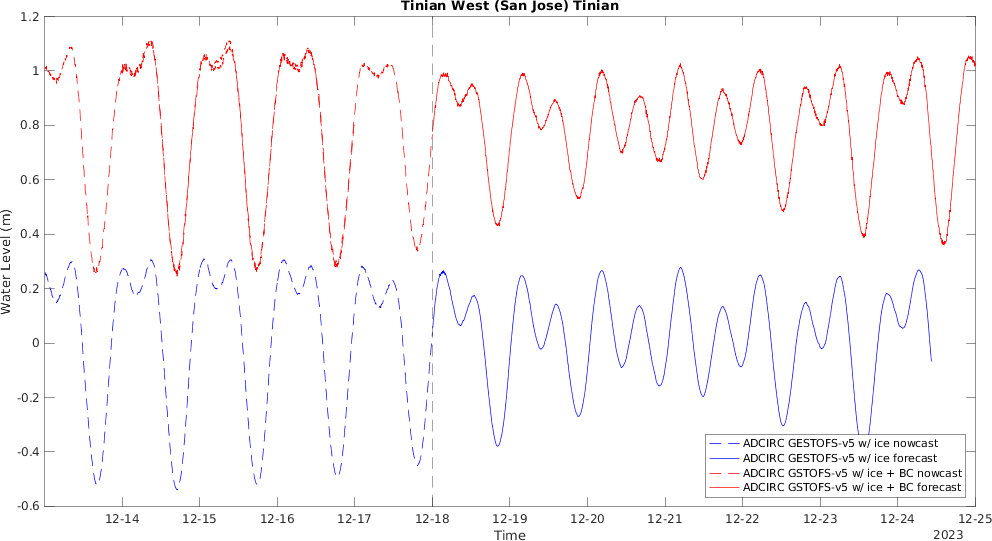 Tinian West (San Jose) Tinian
1.2
1
0.8
0.6
0.4
0.2
0
-0.2
-0.4
-0.6
Water Level (m)
ADCIRC GESTOFS-v5 w/ ice nowcast
ADCIRC GESTOFS-v5 w/ ice forecast
ADCIRC GSTOFS-v5 w/ ice + BC nowcast
ADCIRC GSTOFS-v5 w/ ice + BC forecast
12-14 12-15 12-16 12-17 12-18 12-19 12-20 12-21 12-22 12-23 12-24 12-25
Time
2023